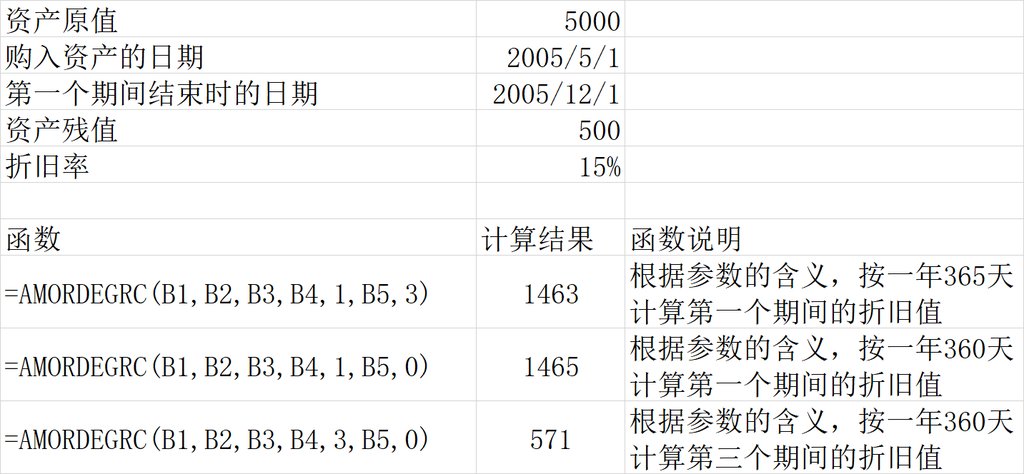 资产原值 5000
购入资产的日期 2005/5/1
第一个期间结束时的日期 2005/12/1
资产残值 500
折旧率 15%
函数 计算结果 函数说明
=AMORDEGRC(B1,B2,B3,B4,1,B5,3) 1463 根据参数的含义，按一年365天
计算第一个期间的折旧值
=AMORDEGRC(B1,B2,B3,B4,1,B5,0) 1465 根据参数的含义，按一年360天
计算第一个期间的折旧值
=AMORDEGRC(B1,B2,B3,B4,3,B5,0) 571 根据参数的含义，按一年360天
计算第三个期间的折旧值